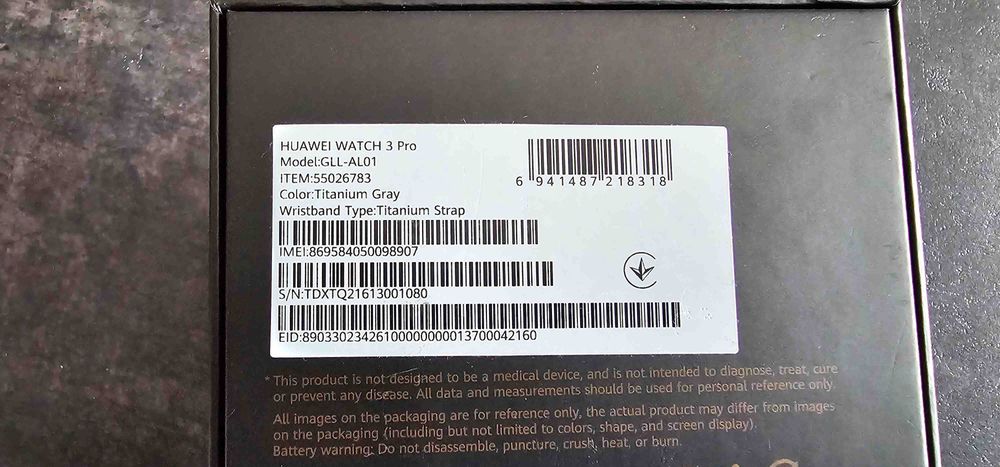 HUAWEI WATCH 3 Pro
Model:GLL-AL01
ITEM:55026783
Color:Titanium Gray
Wristband Type:Titanium Strap
6 941487 218318
IMEI:869584050098907
S/N:TDXTQ21613001080
EID:89033023426100000000013700042160
* This product is not designed to be a medical device, and is not intended to diagnose, treat, cure
or prevent any disease. All data and measurements should be used for personal reference only.
All images on the packaging are for reference only, the actual product may differ from images
on the packaging (including but not limited to colors, shape, and screen display).
Battery warning: Do not disassemble, puncture, crush, heat, or burn.